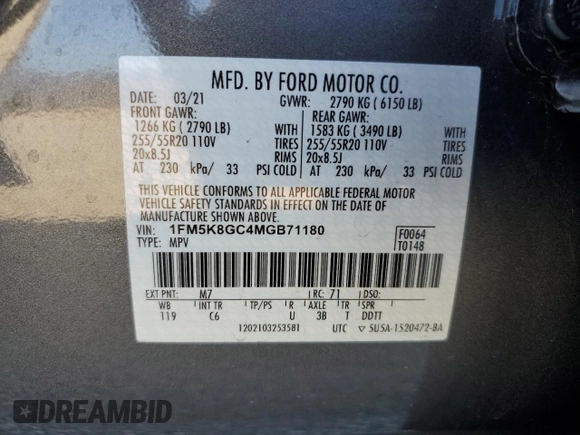 MFD. BY FORD MOTOR CO.
DATE: 03/21 GVWR: 2790 KG ( 6150 LB)
FRONT GAWR: REAR GAWR:
1266 KG ( 2790 LB) WITH 1583 KG ( 3490 LB) WITH
255/55R20 110V TIRES 255/55R20 110V TIRES
20x8.5J RIMS 20x8.5J RIMS
AT 230 kPa/ 33 PSI COLD AT 230 kPa/ 33 PSI COLD
THIS VEHICLE CONFORMS TO ALL APPLICABLE FEDERAL MOTOR
VEHICLE SAFETY STANDARDS IN EFFECT ON THE DATE OF
MANUFACTURE SHOWN ABOVE.
VIN: 1FM5K8GC4MGB71180 F0064
TYPE: MPV T0148
EXT PNT: M7 RC: 71 DSO:
WB INT TR TP/PS R AXLE TR SPR
119 C6 U 3B T DDTT
1202103253581 UTC ▽ 5U5A-1520472-BA
DREAMBID